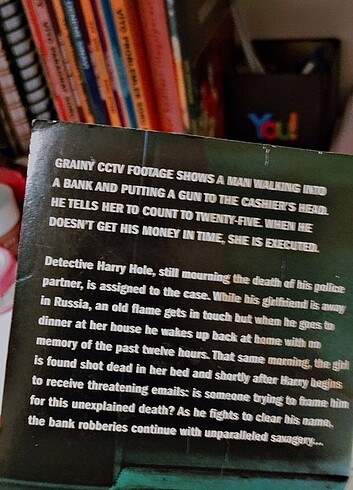 You!
GRAINY CCTV FOOTAGE SHOWS A MAN WALKING INTO
A BANK AND PUTTING A GUN TO THE CASHIER'S HEAD.
HE TELLS HER TO COUNT TO TWENTY-FIVE. WHEN HE
DOESN'T GET HIS MONEY IN TIME, SHE IS EXECUTED.
Detective Harry Hole, still mourning the death of his police
partner, is assigned to the case. While his girlfriend is away
in Russia, an old flame gets in touch but when he goes to
dinner at her house he wakes up back at home with no
memory of the past twelve hours. That same morning, the girl
is found shot dead in her bed and shortly after Harry begins
to receive threatening emails: is someone trying to frame him
for this unexplained death? As he fights to clear his name,
the bank robberies continue with unparalleled savagery...